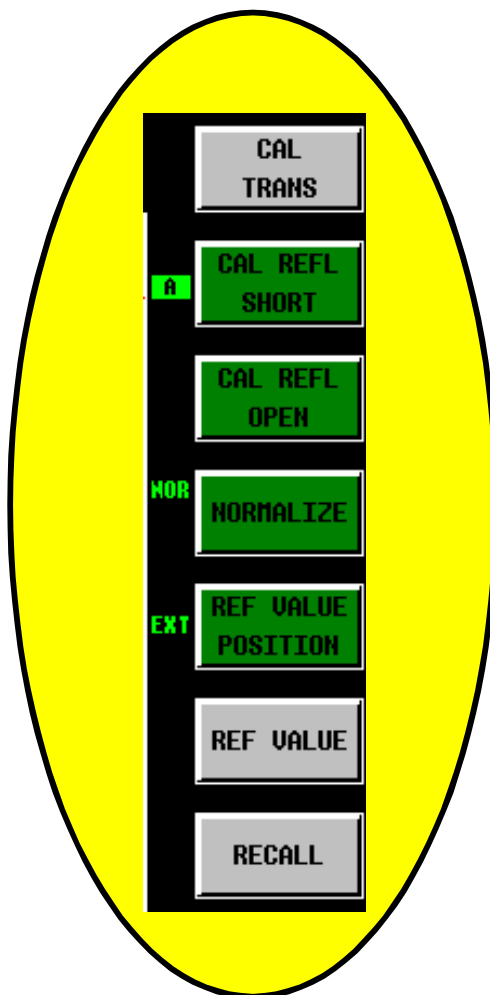 CAL
TRANS
CAL REFL
SHORT
A
CAL REFL
OPEN
NOR
NORMALIZE
REF VALUE
POSITION
EXT
REF VALUE
RECALL